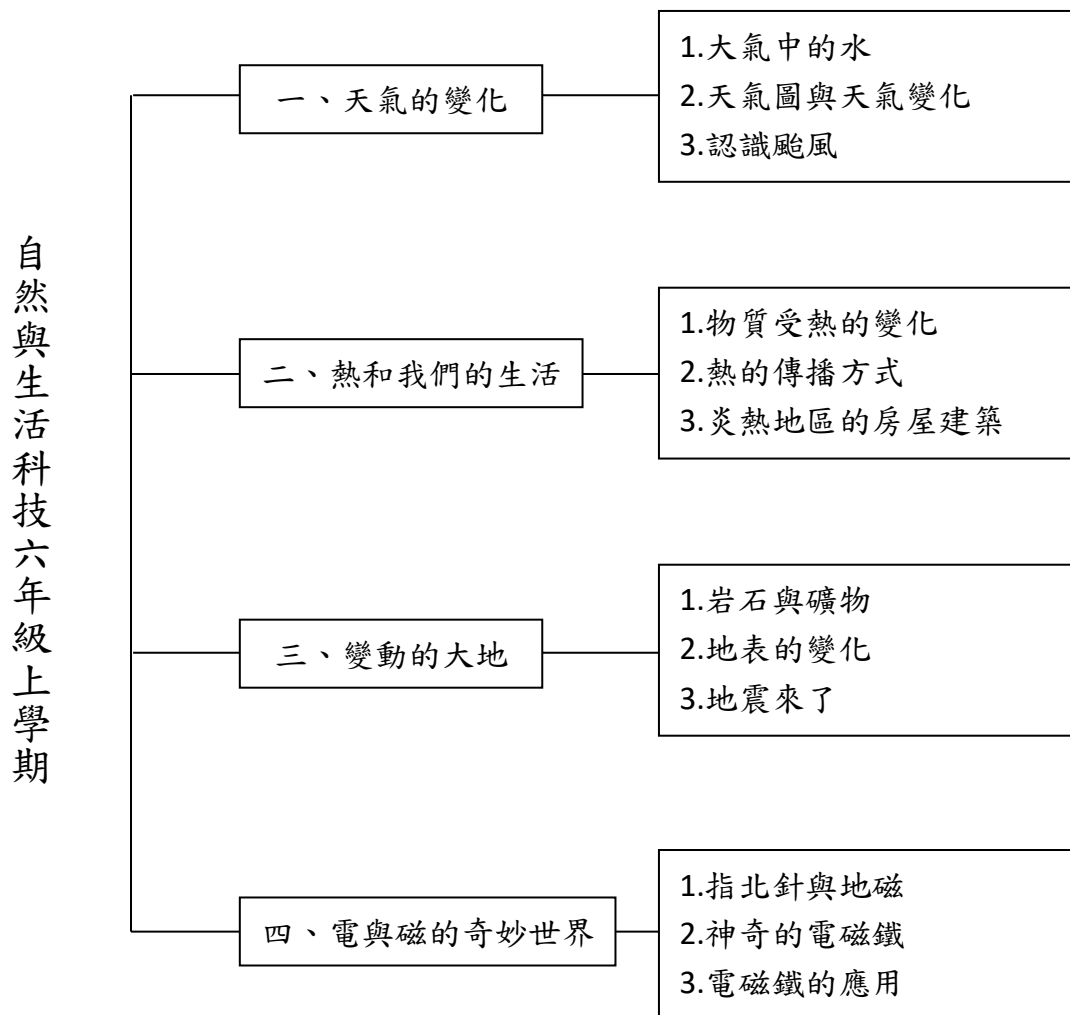 自然與生活科技六年級上學期
一、天氣的變化
1.大氣中的水
2.天氣圖與天氣變化
3.認識颱風
二、熱和我們的生活
1.物質受熱的變化
2.熱的傳播方式
3.炎熱地區的房屋建築
三、變動的大地
1.岩石與礦物
2.地表的變化
3.地震來了
四、電與磁的奇妙世界
1.指北針與地磁
2.神奇的電磁鐵
3.電磁鐵的應用